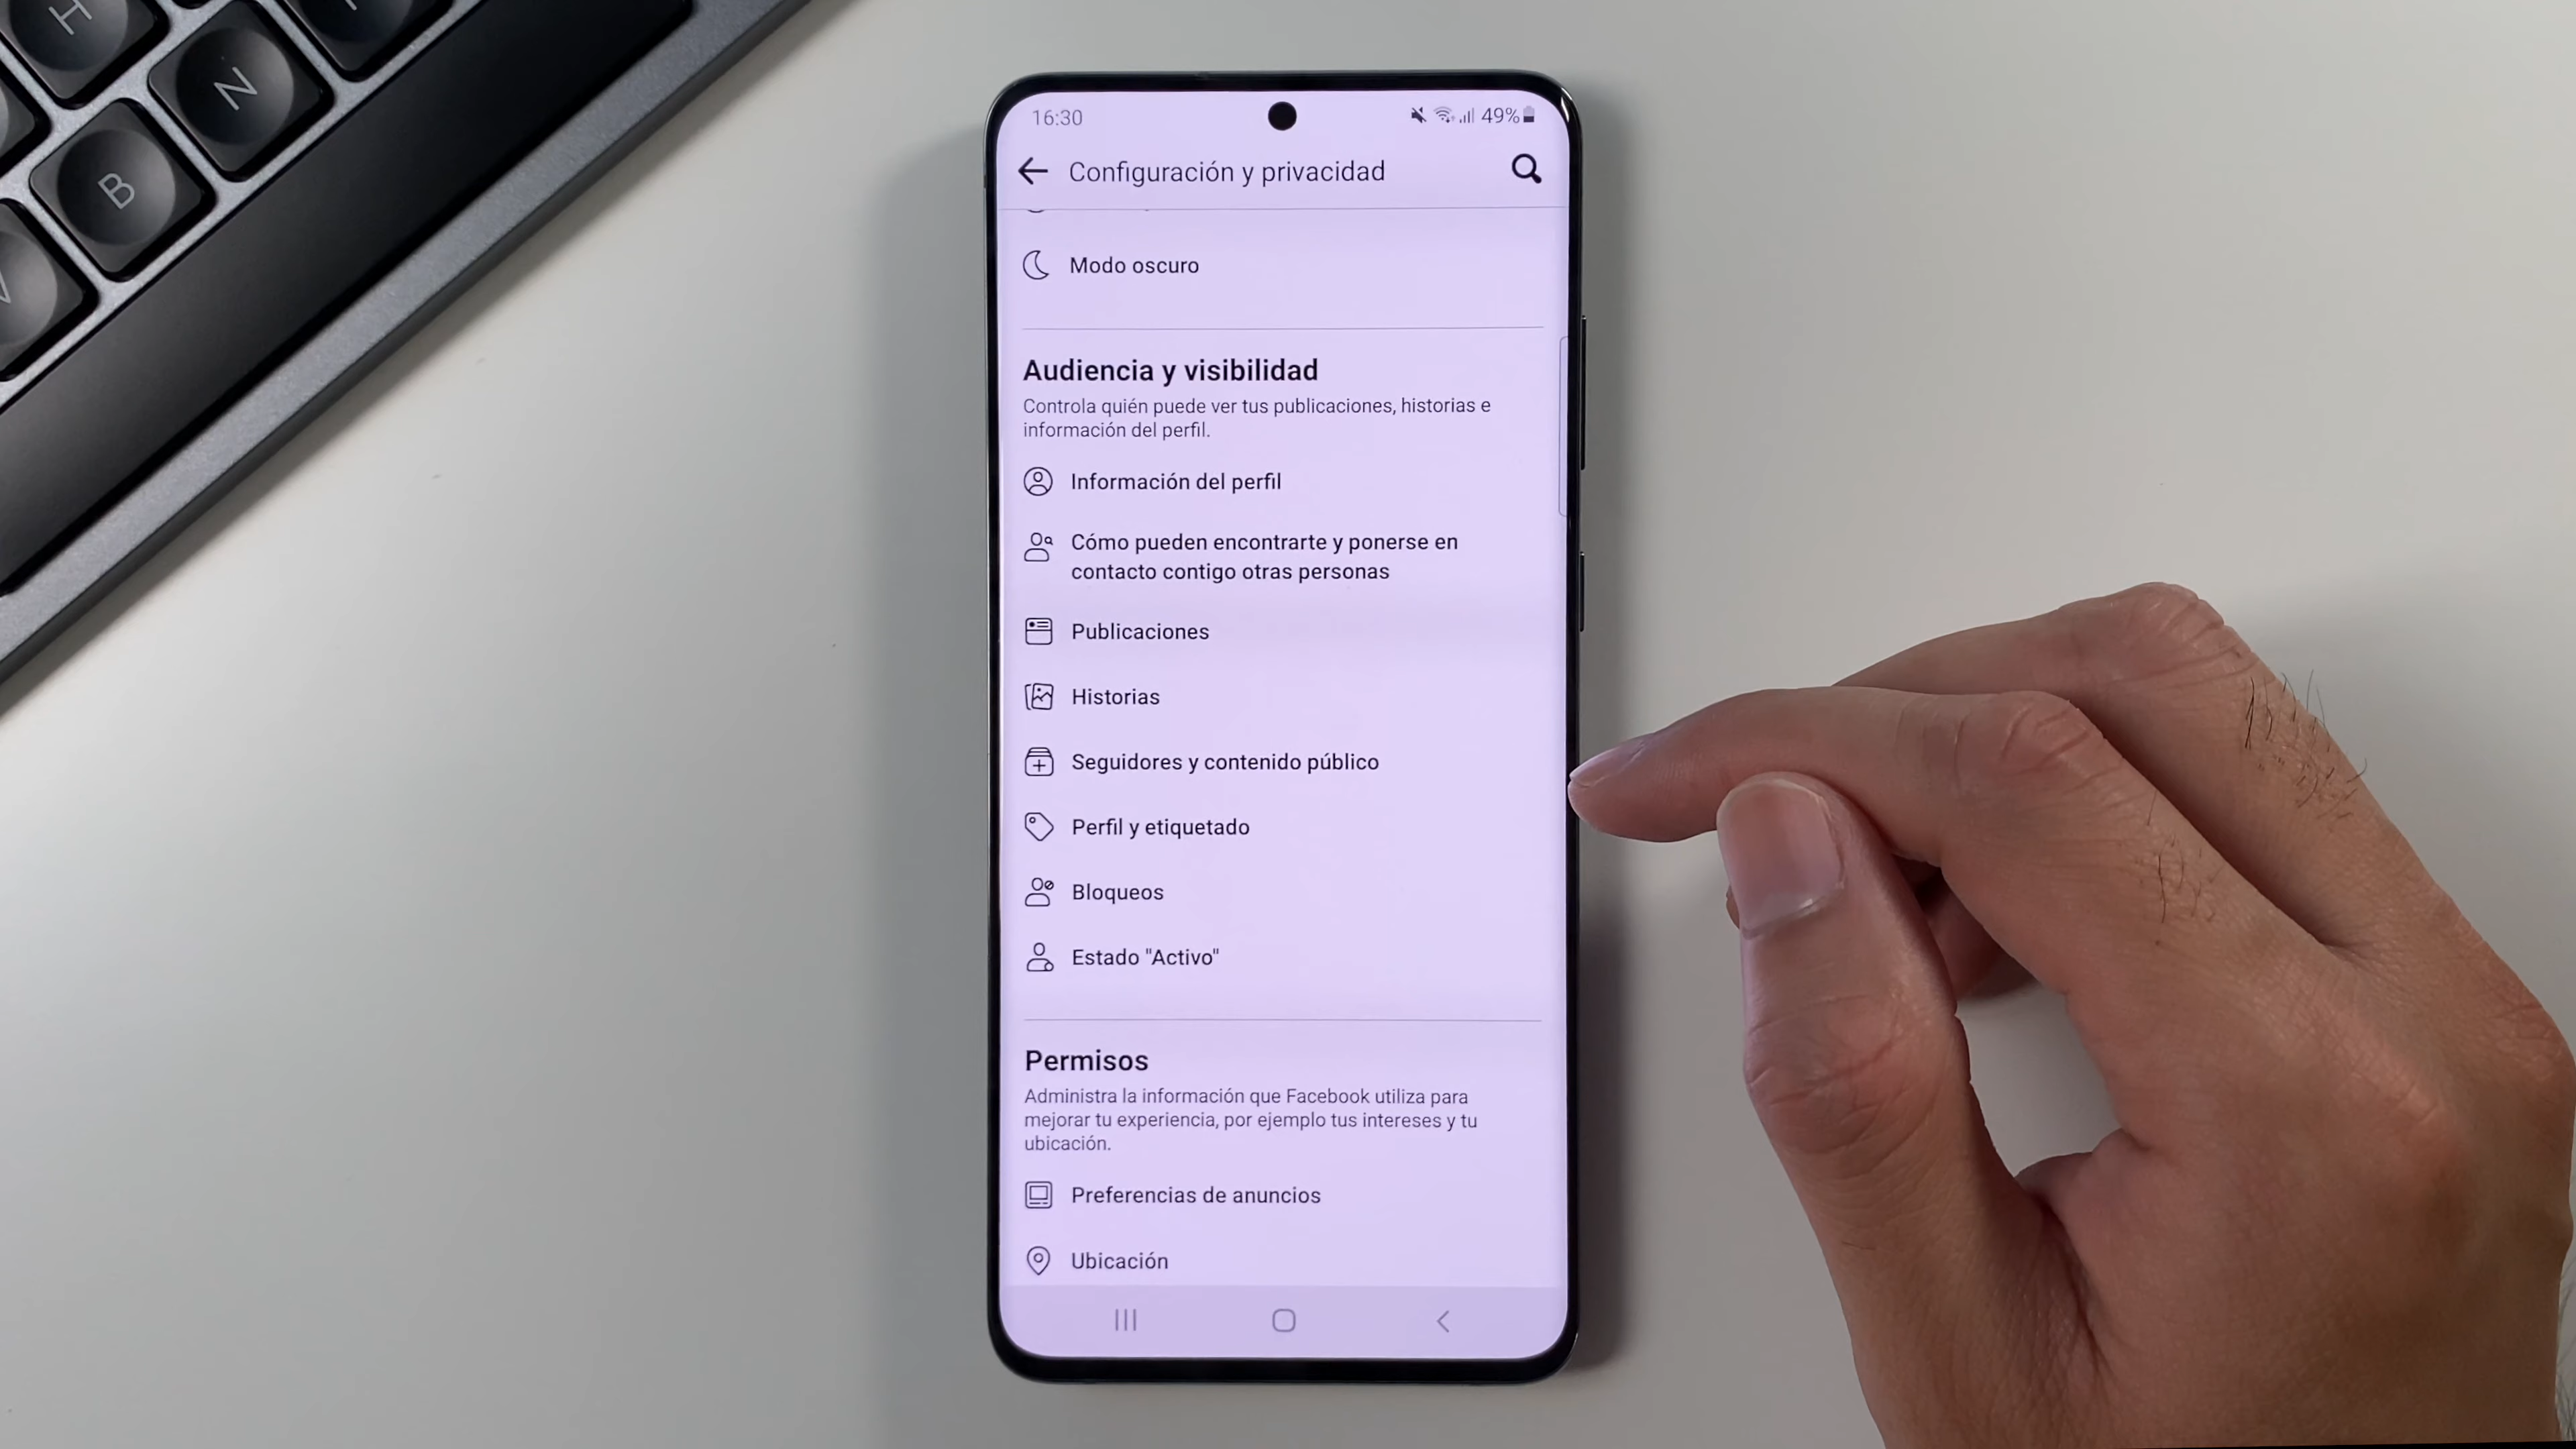 H
N
B
16:30
49%
Configuración y privacidad
Modo oscuro
Audiencia y visibilidad
Controla quién puede ver tus publicaciones, historias e
información del perfil.
Información del perfil
Cómo pueden encontrarte y ponerse en
contacto contigo otras personas
Publicaciones
Historias
Seguidores y contenido público
Perfil y etiquetado
Bloqueos
Estado "Activo"
Permisos
Administra la información que Facebook utiliza para
mejorar tu experiencia, por ejemplo tus intereses y tu
ubicación.
Preferencias de anuncios
Ubicación